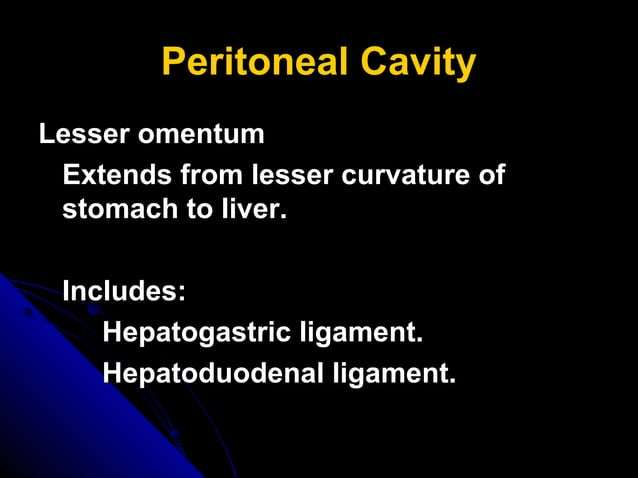 Peritoneal Cavity
Lesser omentum
Extends from lesser curvature of
stomach to liver.
Includes:
Hepatogastric ligament.
Hepatoduodenal ligament.